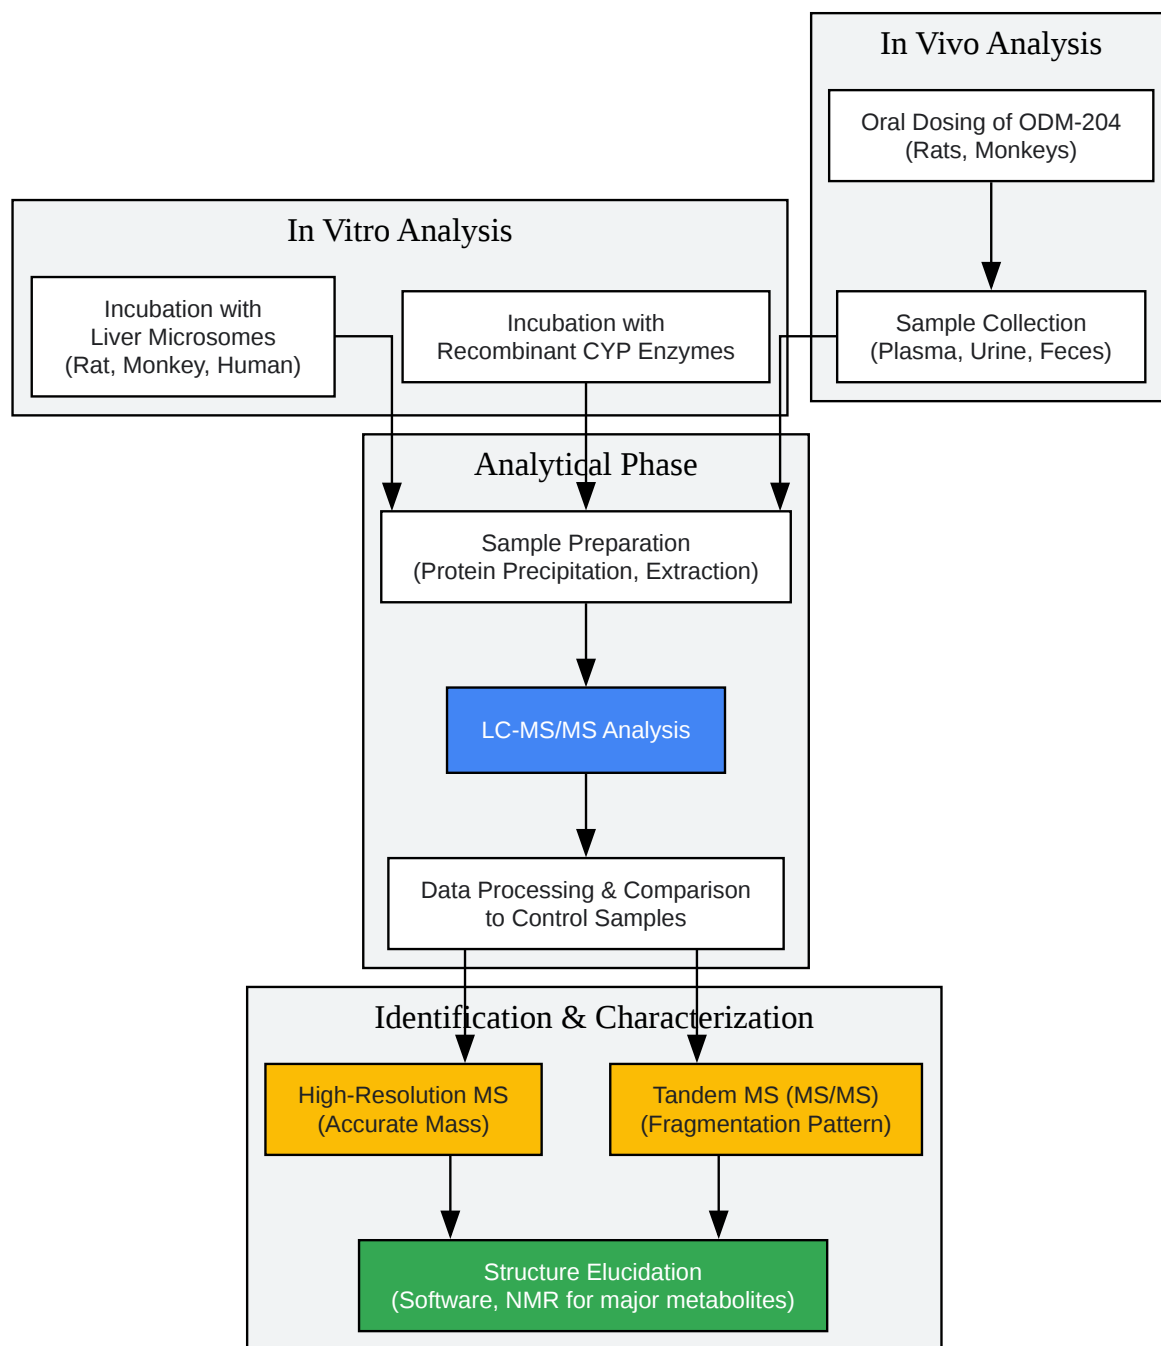 In Vivo Analysis
Oral Dosing of ODM-204
(Rats, Monkeys)
Sample Collection
(Plasma, Urine, Feces)
In Vitro Analysis
Incubation with
Liver Microsomes
(Rat, Monkey, Human)
Incubation with
Recombinant CYP Enzymes
Analytical Phase
Sample Preparation
(Protein Precipitation, Extraction)
LC-MS/MS Analysis
Data Processing & Comparison
to Control Samples
Identification & Characterization
High-Resolution MS
(Accurate Mass)
Tandem MS (MS/MS)
(Fragmentation Pattern)
Structure Elucidation
(Software, NMR for major metabolites)